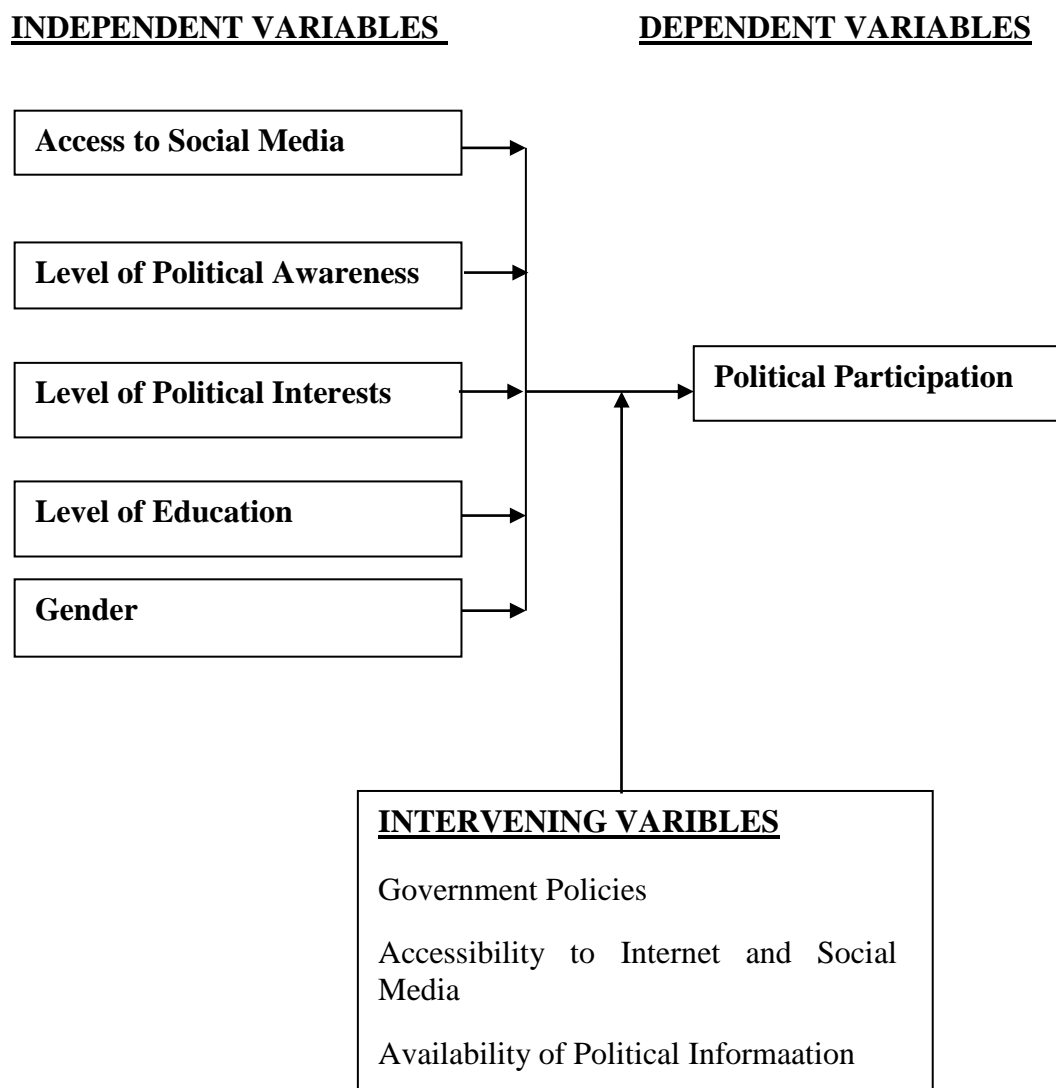 INDEPENDENT VARIABLES
DEPENDENT VARIABLES
Access to Social Media
Level of Political Awareness
Level of Political Interests
Political Participation
Level of Education
Gender
INTERVENING VARIBLES
Government Policies
Accessibility to Internet and Social
Media
Availability of Political Informaation